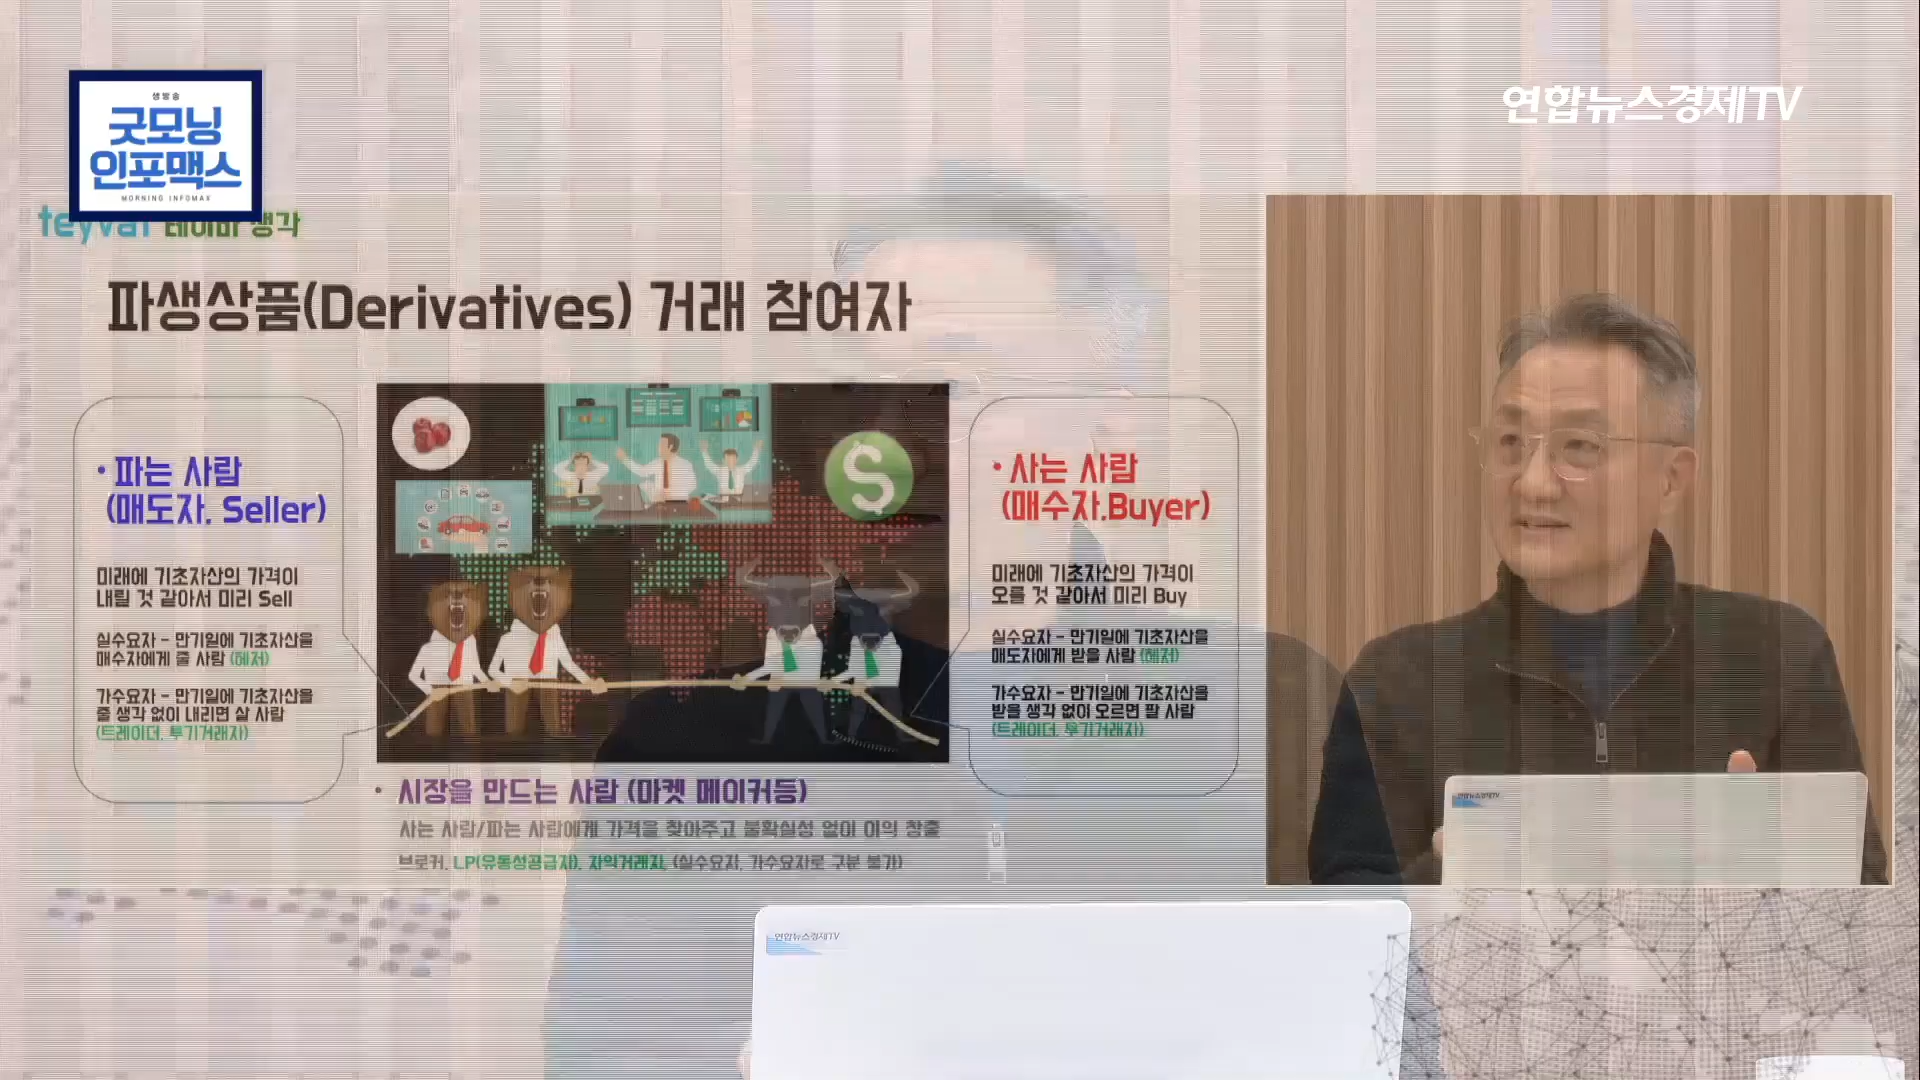 생방송
굿모닝
인포맥스
MORNING INFOMAX
연합뉴스경제TV
teyvat 테이바 생각
파생상품(Derivatives) 거래 참여자
• 파는 사람
(매도자, Seller)
미래에 기초자산의 가격이
내릴 것 같아서 미리 Sell
실수요자 - 만기일에 기초자산을
매수자에게 줄 사람 (헤저)
가수요자 - 만기일에 기초자산을
줄 생각 없이 내리면 살 사람
(트레이더, 투기거래자)
• 사는 사람
(매수자,Buyer)
미래에 기초자산의 가격이
오를 것 같아서 미리 Buy
실수요자 - 만기일에 기초자산을
매도자에게 받을 사람 (헤저)
가수요자 - 만기일에 기초자산을
받을 생각 없이 오르면 팔 사람
(트레이더, 투기거래자)
$
• 시장을 만드는 사람 (마켓 메이커등)
사는 사람/파는 사람에게 가격을 찾아주고 불확실성 없이 이익 창출
브로커, LP(유동성공급자), 자익거래자, (실수요자, 가수요자로 구분 불가)
연합뉴스경제TV
연합뉴스경제TV